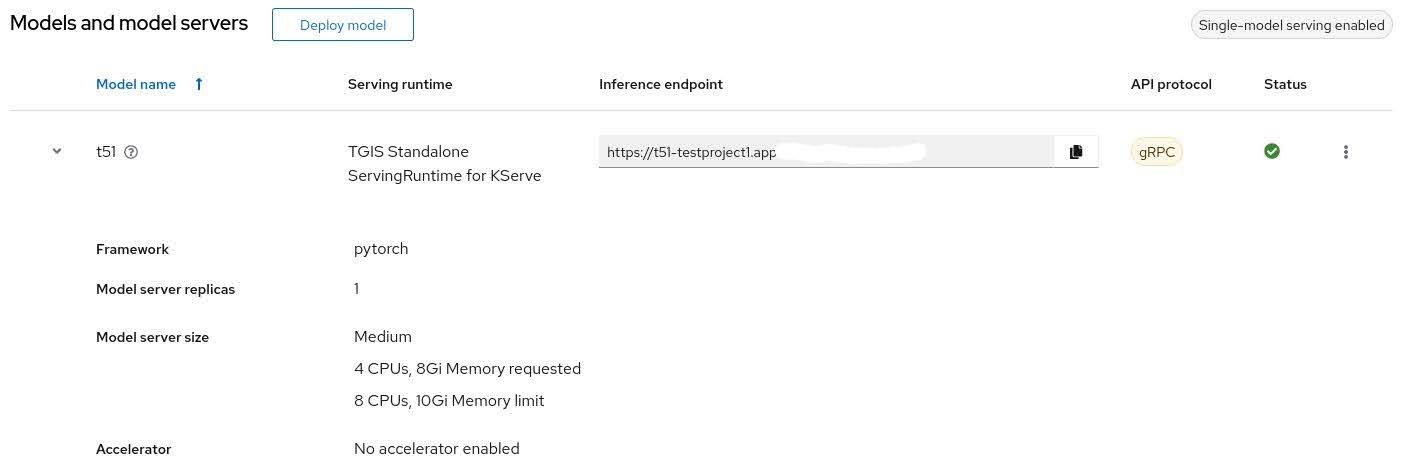 Models and model servers
Deploy model
Single-model serving enabled
Model name
Serving runtime
Inference endpoint
API protocol
Status
t51
TGIS Standalone
ServingRuntime for KServe
https://t51-testproject1.app
gRPC
Framework
pytorch
Model server replicas
1
Model server size
Medium
4 CPUs, 8Gi Memory requested
8 CPUs, 10Gi Memory limit
Accelerator
No accelerator enabled